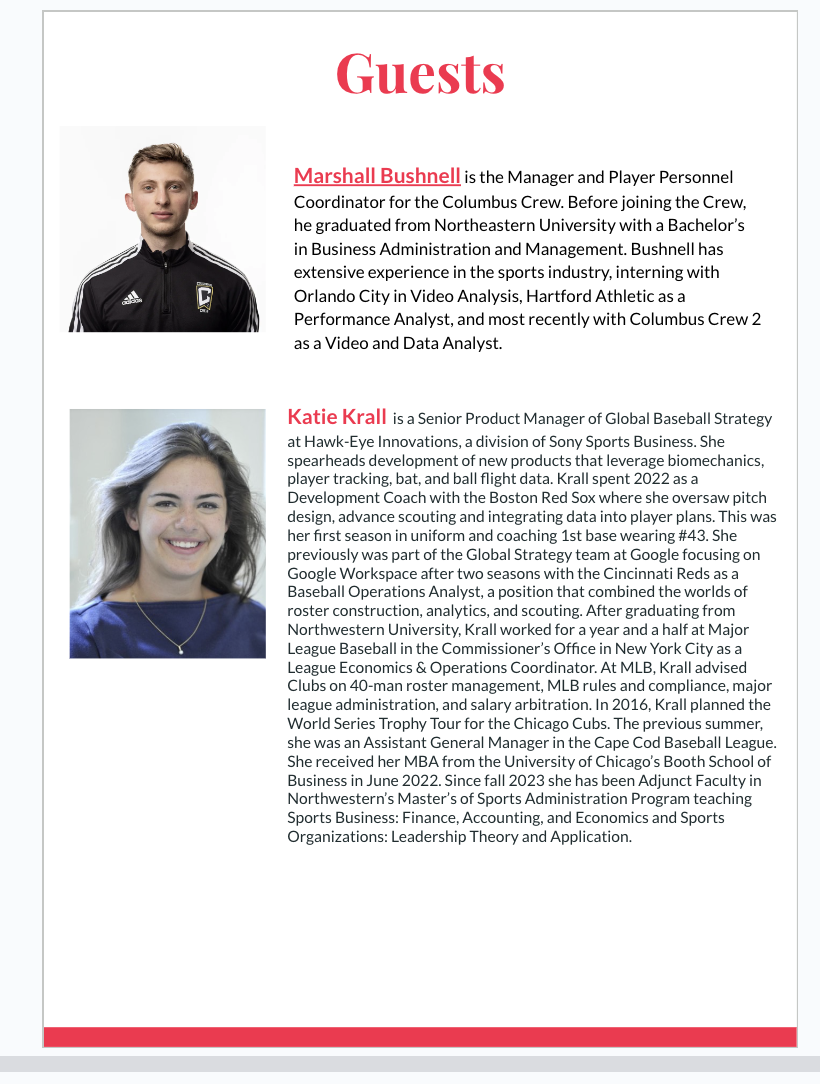 Guests
Marshall Bushnell is the Manager and Player Personnel
Coordinator for the Columbus Crew. Before joining the Crew,
he graduated from Northeastern University with a Bachelor’s
in Business Administration and Management. Bushnell has
extensive experience in the sports industry, interning with
Orlando City in Video Analysis, Hartford Athletic as a
Performance Analyst, and most recently with Columbus Crew 2
as a Video and Data Analyst.
adidas
Katie Krall is a Senior Product Manager of Global Baseball Strategy
at Hawk-Eye Innovations, a division of Sony Sports Business. She
spearheads development of new products that leverage biomechanics,
player tracking, bat, and ball flight data. Krall spent 2022 as a
Development Coach with the Boston Red Sox where she oversaw pitch
design, advance scouting and integrating data into player plans. This was
her first season in uniform and coaching 1st base wearing #43. She
previously was part of the Global Strategy team at Google focusing on
Google Workspace after two seasons with the Cincinnati Reds as a
Baseball Operations Analyst, a position that combined the worlds of
roster construction, analytics, and scouting. After graduating from
Northwestern University, Krall worked for a year and a half at Major
League Baseball in the Commissioner’s Office in New York City as a
League Economics & Operations Coordinator. At MLB, Krall advised
Clubs on 40-man roster management, MLB rules and compliance, major
league administration, and salary arbitration. In 2016, Krall planned the
World Series Trophy Tour for the Chicago Cubs. The previous summer,
she was an Assistant General Manager in the Cape Cod Baseball League.
She received her MBA from the University of Chicago’s Booth School of
Business in June 2022. Since fall 2023 she has been Adjunct Faculty in
Northwestern’s Master’s of Sports Administration Program teaching
Sports Business: Finance, Accounting, and Economics and Sports
Organizations: Leadership Theory and Application.